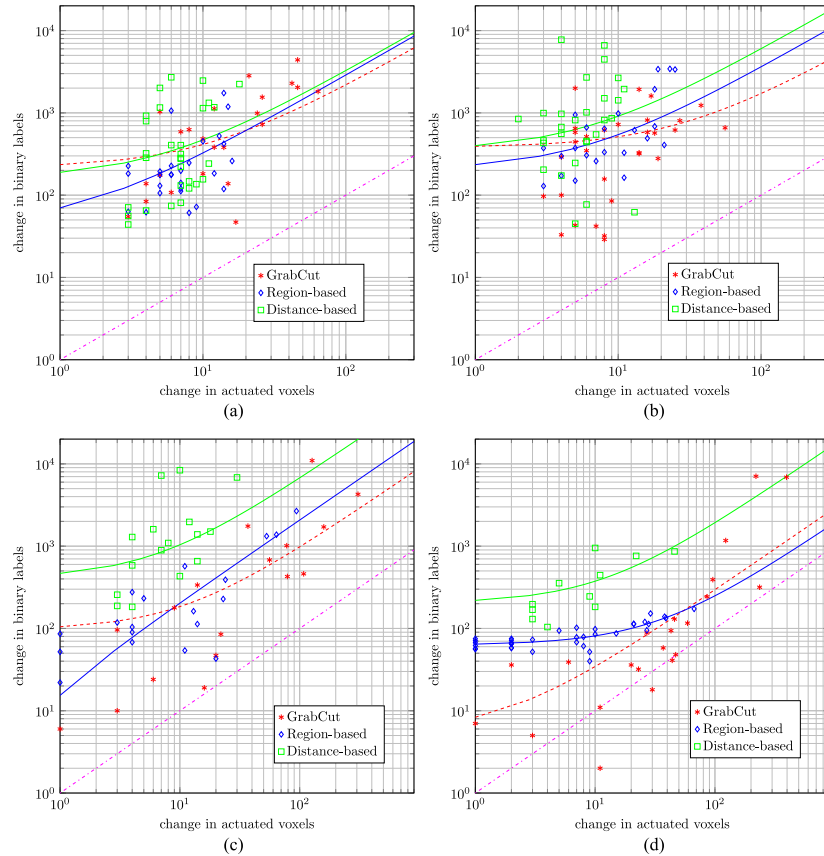 10^4
10^3
10^2
10^1
10^0
change in binary labels
GrabCut
Region-based
Distance-based
10^0
10^1
10^2
change in actuated voxels
(a)
10^4
10^3
10^2
10^1
10^0
change in binary labels
GrabCut
Region-based
Distance-based
10^0
10^1
10^2
change in actuated voxels
(b)
10^4
10^3
10^2
10^1
10^0
change in binary labels
GrabCut
Region-based
Distance-based
10^0
10^1
10^2
change in actuated voxels
(c)
10^4
10^3
10^2
10^1
10^0
change in binary labels
GrabCut
Region-based
Distance-based
10^0
10^1
10^2
change in actuated voxels
(d)